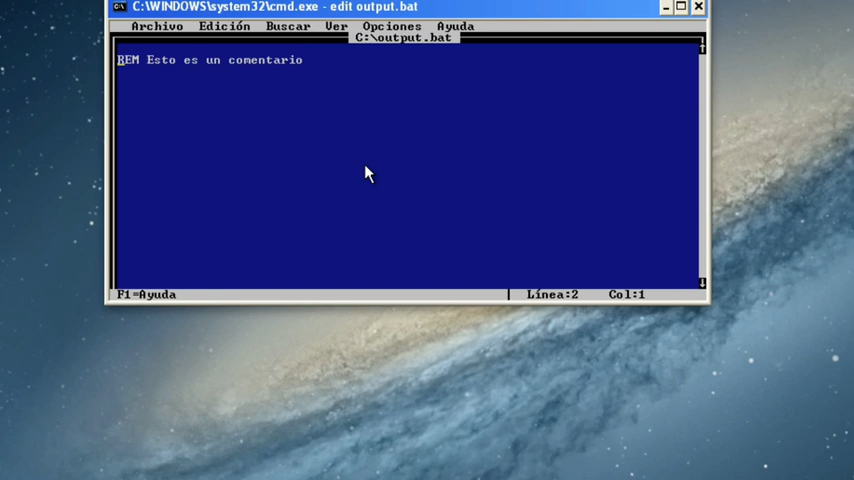 C:\WINDOWS\system32\cmd.exe - edit output.bat
Archivo Edición Buscar Ver Opciones Ayuda
C:\output.bat
REM Esto es un comentario
F1=Ayuda Línea:2 Col:1